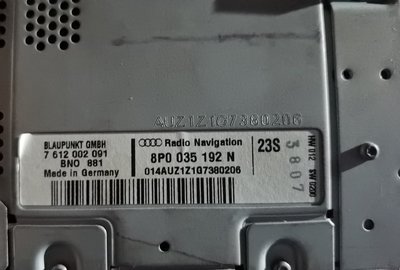 AUZ1Z1G7380206
BLAUPUNKT GMBH
7 612 002 091
BNO 881
Made in Germany
Radio Navigation
8P0 035 192 N
014AUZ1Z1G7380206
23S
3807
HW 012 SW 0200